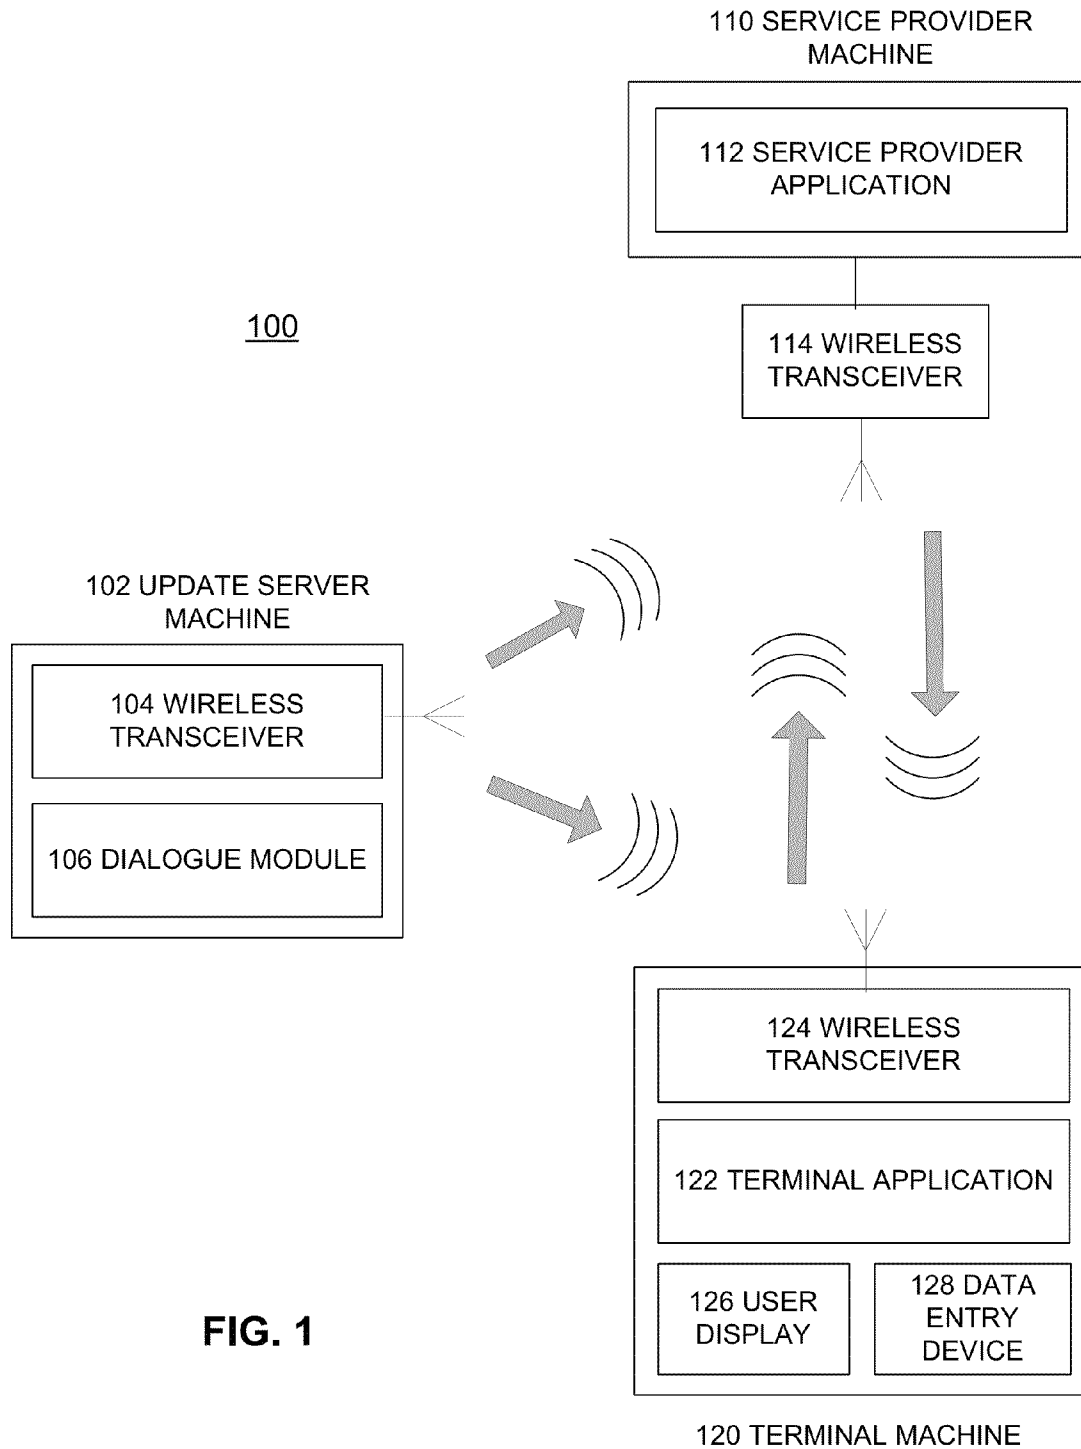 110 SERVICE PROVIDER
MACHINE
112 SERVICE PROVIDER
APPLICATION
100
114 WIRELESS
TRANSCEIVER
102 UPDATE SERVER
MACHINE
104 WIRELESS
TRANSCEIVER
106 DIALOGUE MODULE
124 WIRELESS
TRANSCEIVER
122 TERMINAL APPLICATION
126 USER
DISPLAY
128 DATA
ENTRY
DEVICE
FIG. 1
120 TERMINAL MACHINE